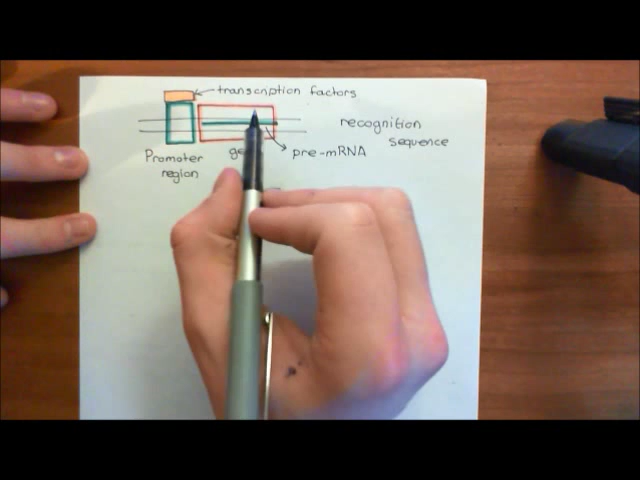 transcription factors
recognition
sequence
Promoter
region
pre-mRNA